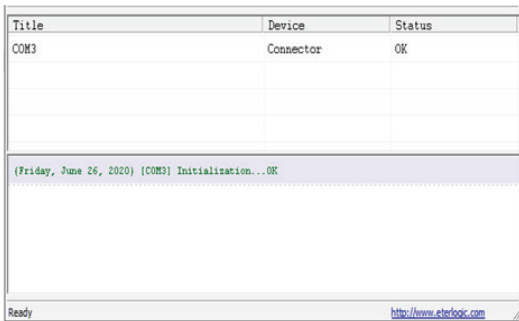 Title Device Status
COM3 Connector OK
(Friday, June 26, 2020) [COM3] Initialization...OK
Ready http://www.eterlogic.com